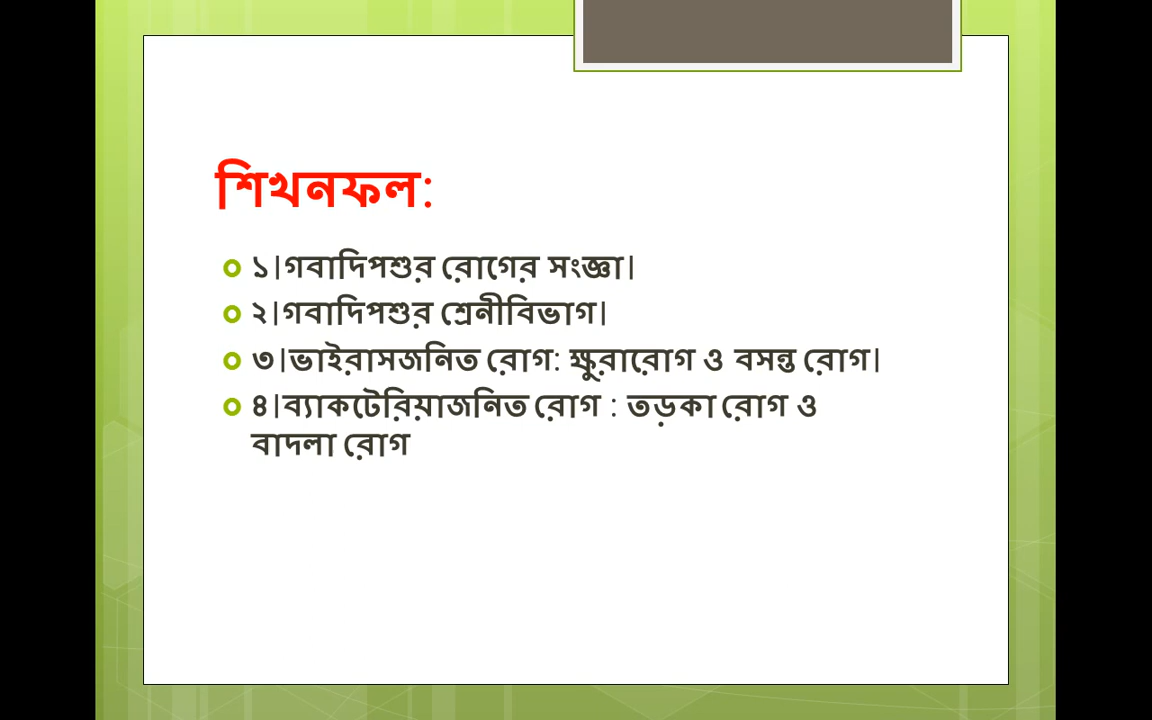 শিখনফল:
১।গবাদিপশুর রোগের সংজ্ঞা।
২।গবাদিপশুর শ্রেনীবিভাগ।
৩।ভাইরাসজনিত রোগ: ক্ষুরারোগ ও বসন্ত রোগ।
৪।ব্যাকটেরিয়াজনিত রোগ : তড়কা রোগ ও
বাদলা রোগ